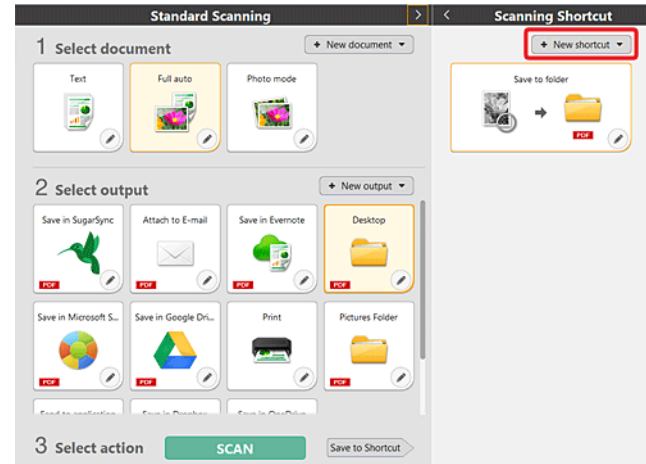 Standard Scanning
1 Select document
+ New document
Text
Full auto
Photo mode
2 Select output
+ New output
Save in SugarSync
Attach to E-mail
Save in Evernote
Desktop
PDF
PDF
PDF
PDF
Save in Microsoft S...
Save in Google Dri...
Print
Pictures Folder
PDF
PDF
PDF
3 Select action
SCAN
Save to Shortcut
Scanning Shortcut
+ New shortcut
Save to folder
PDF